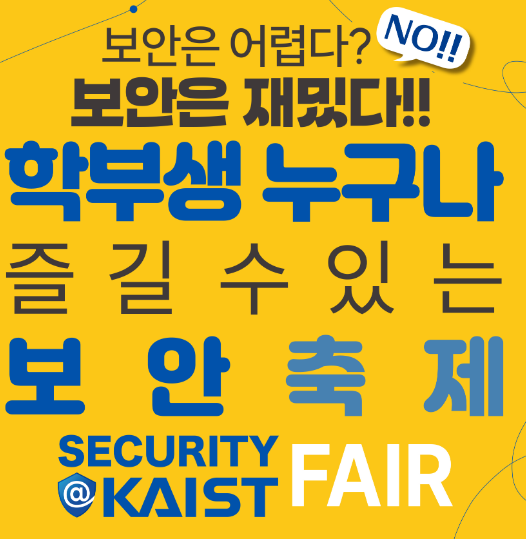 보안은 어렵다? NO!!
보안은 재밌다!!
학부생 누구나
즐길 수 있는
보안축제
SECURITY
@KAIST FAIR